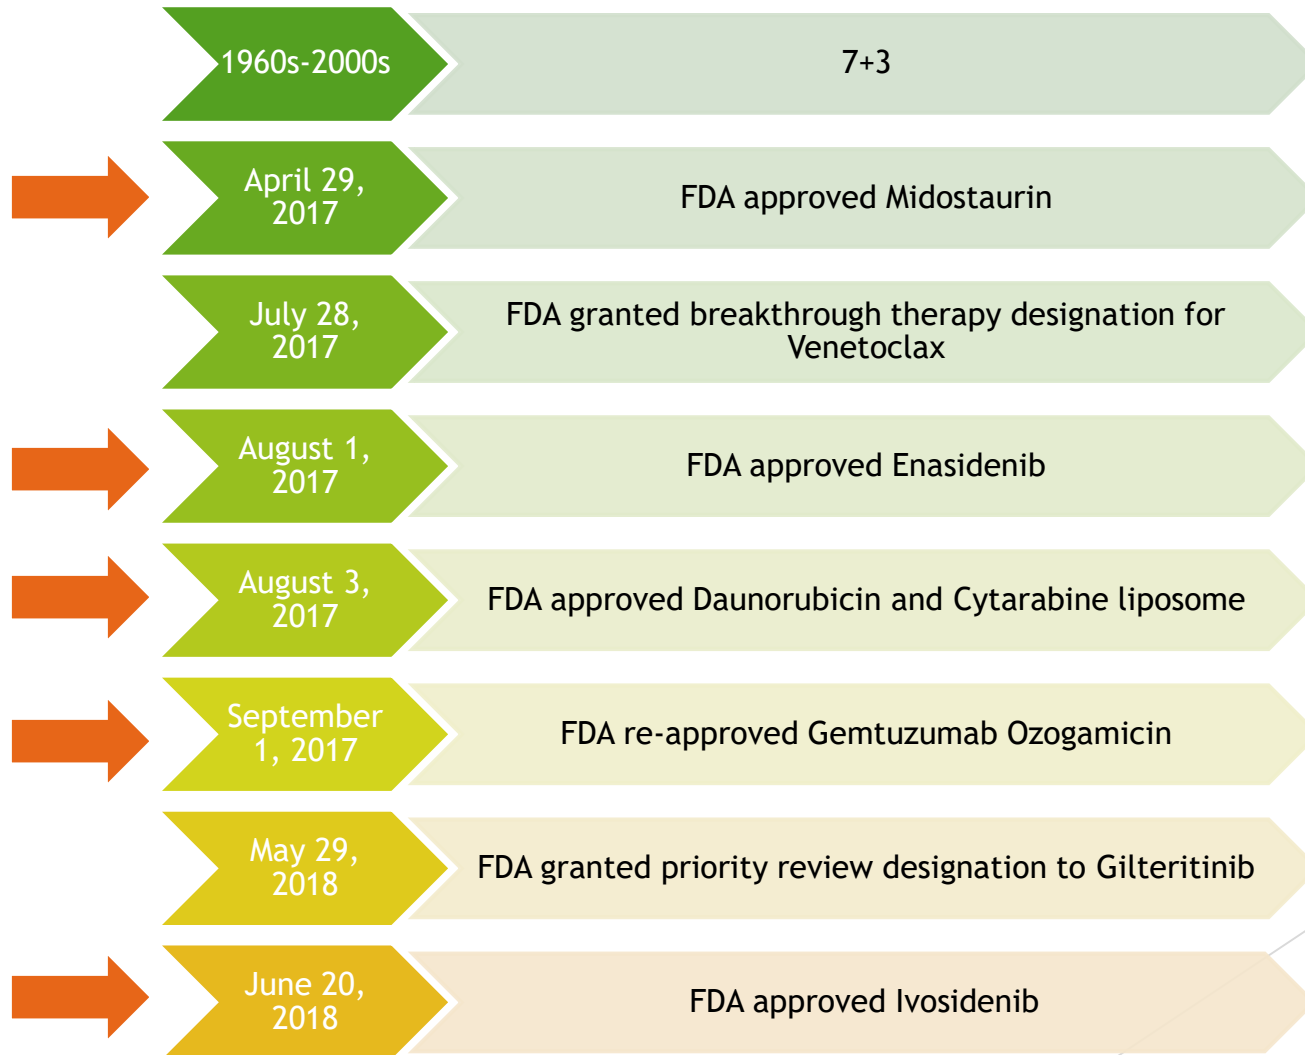 1960s-2000s
7+3
April 29,
2017
FDA approved Midostaurin
July 28,
2017
FDA granted breakthrough therapy designation for
Venetoclax
August 1,
2017
FDA approved Enasidenib
August 3,
2017
FDA approved Daunorubicin and Cytarabine liposome
September
1, 2017
FDA re-approved Gemtuzumab Ozogamicin
May 29,
2018
FDA granted priority review designation to Gilteritinib
June 20,
2018
FDA approved Ivosidenib